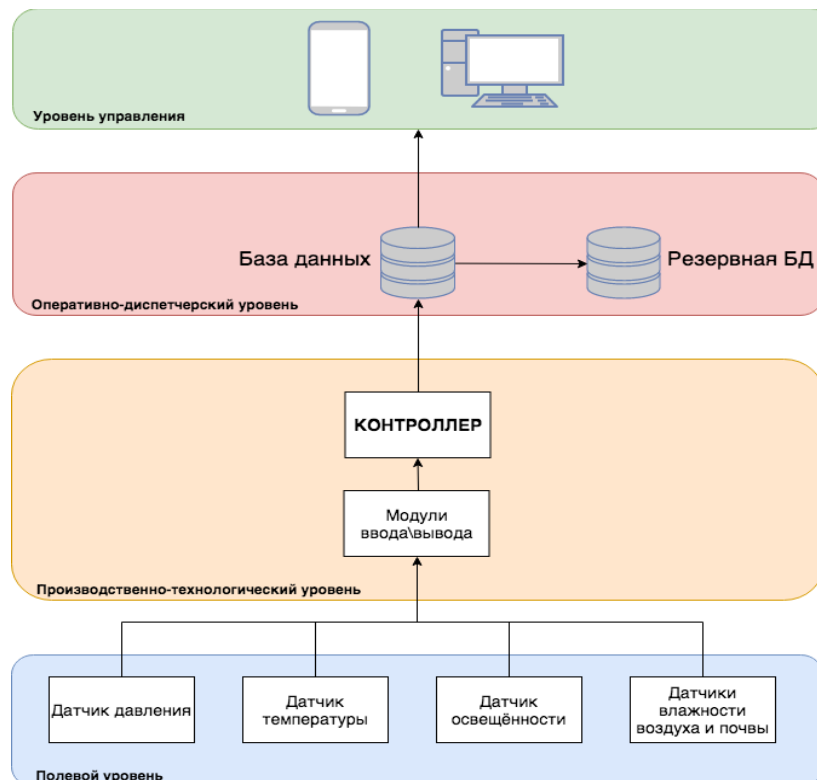 Уровень управления
База данных
Резервная БД
Оперативно-диспетчерский уровень
КОНТРОЛЛЕР
Модули
ввода\вывода
Производственно-технологический уровень
Датчик давления
Датчик
температуры
Датчик
освещённости
Датчики
влажности
воздуха и почвы
Полевой уровень